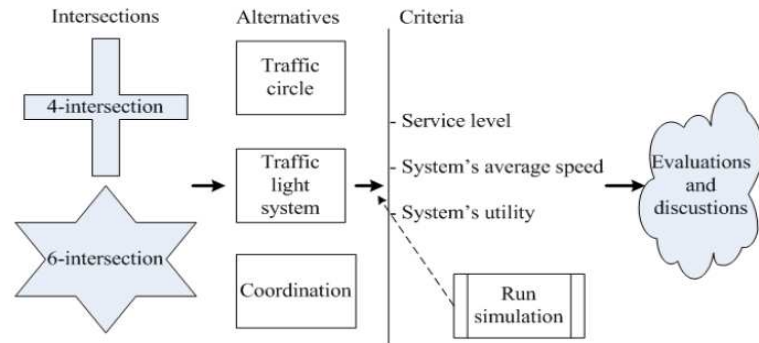 Intersections
Alternatives
Criteria
4-intersection
6-intersection
Traffic
circle
Traffic
light
system
Coordination
- Service level
- System's average speed
- System's utility
Run
simulation
Evaluations
and
discustions